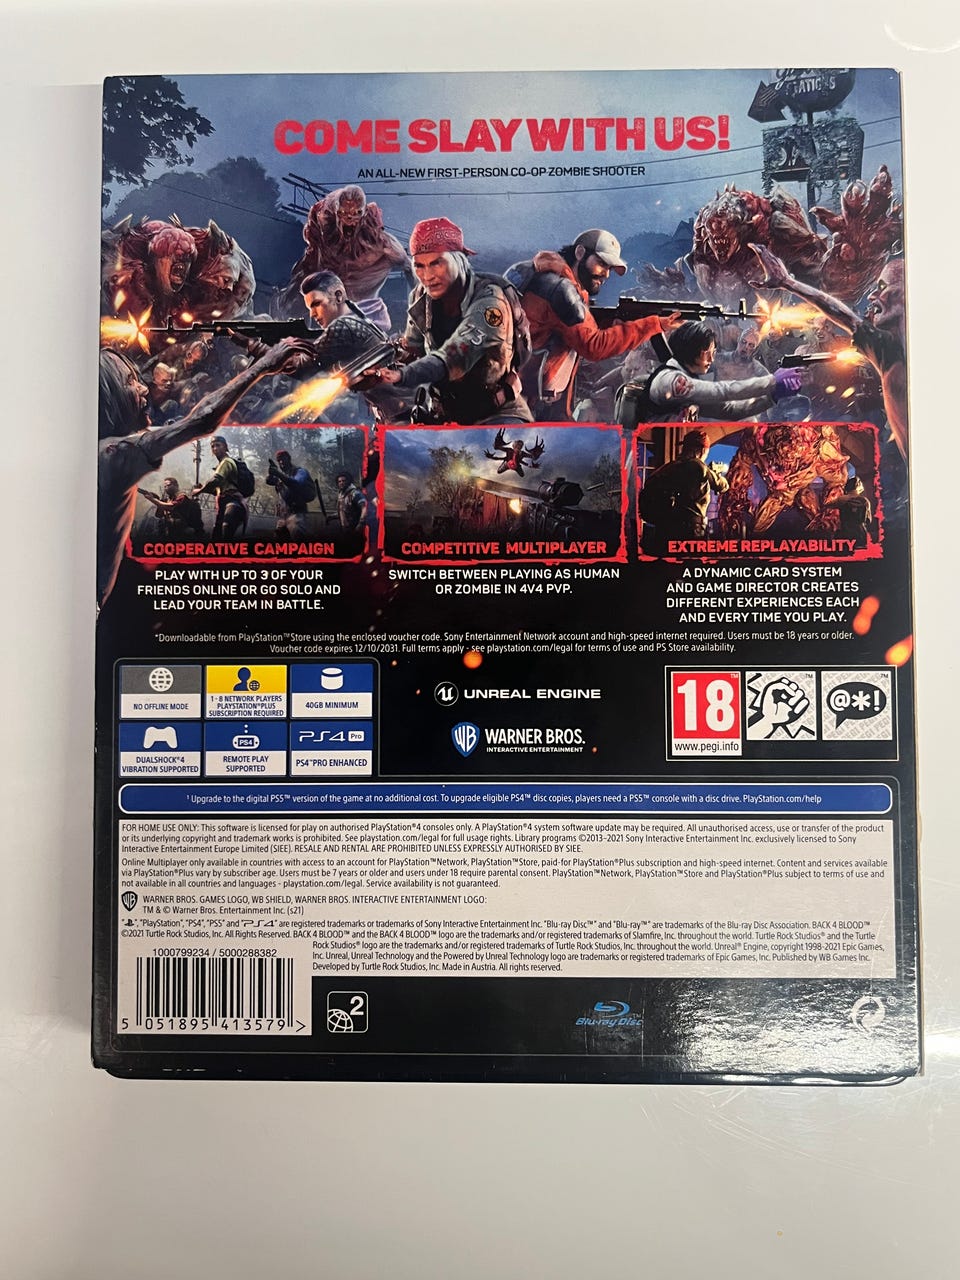 COME SLAY WITH US!
AN ALL-NEW FIRST-PERSON CO-OP ZOMBIE SHOOTER
COOPERATIVE CAMPAIGN
PLAY WITH UP TO 3 OF YOUR
FRIENDS ONLINE OR GO SOLO AND
LEAD YOUR TEAM IN BATTLE.
COMPETITIVE MULTIPLAYER
SWITCH BETWEEN PLAYING AS HUMAN
OR ZOMBIE IN 4V4 PVP.
EXTREME REPLAYABILITY
A DYNAMIC CARD SYSTEM
AND GAME DIRECTOR CREATES
DIFFERENT EXPERIENCES EACH
AND EVERY TIME YOU PLAY.
*Downloadable from PlayStation™Store using the enclosed voucher code. Sony Entertainment Network account and high-speed internet required. Users must be 18 years or older.
Voucher code expires 12/10/2031. Full terms apply - see playstation.com/legal for terms of use and PS Store availability.
NO OFFLINE MODE
1 - 8 NETWORK PLAYERS
PLAYSTATION®PLUS
SUBSCRIPTION REQUIRED
40GB MINIMUM
DUALSHOCK®4
VIBRATION SUPPORTED
PS4
REMOTE PLAY
SUPPORTED
PS4 Pro
PS4™PRO ENHANCED
UNREAL ENGINE
WB WARNER BROS.
INTERACTIVE ENTERTAINMENT
18
www.pegi.info
@*!
¹ Upgrade to the digital PS5™ version of the game at no additional cost. To upgrade eligible PS4™ disc copies, players need a PS5™ console with a disc drive. PlayStation.com/help
FOR HOME USE ONLY: This software is licensed for play on authorised PlayStation®4 consoles only. A PlayStation®4 system software update may be required. All unauthorised access, use or transfer of the product
or its underlying copyright and trademark works is prohibited. See playstation.com/legal for full usage rights. Library programs ©2013–2021 Sony Interactive Entertainment Inc. exclusively licensed to Sony
Interactive Entertainment Europe Limited (SIEE). RESALE AND RENTAL ARE PROHIBITED UNLESS EXPRESSLY AUTHORISED BY SIEE.
Online Multiplayer only available in countries with access to an account for PlayStation™Network, PlayStation™Store, paid-for PlayStation®Plus subscription and high-speed internet. Content and services available
via PlayStation®Plus vary by subscriber age. Users must be 7 years or older and users under 18 require parental consent. PlayStation™Network, PlayStation™Store and PlayStation®Plus subject to terms of use and
not available in all countries and languages - playstation.com/legal. Service availability is not guaranteed.
WARNER BROS. GAMES LOGO, WB SHIELD, WARNER BROS. INTERACTIVE ENTERTAINMENT LOGO:
TM & © Warner Bros. Entertainment Inc. (s21)
"PlayStation", "PS4", "PS5" and "PS4" are registered trademarks or trademarks of Sony Interactive Entertainment Inc. "Blu-ray Disc™" and "Blu-ray™" are trademarks of the Blu-ray Disc Association. BACK 4 BLOOD™
©2021 Turtle Rock Studios, Inc. All Rights Reserved. BACK 4 BLOOD™ and the BACK 4 BLOOD™ logo are the trademarks and/or registered trademarks of Slamfire, Inc. throughout the world. Turtle Rock Studios® and the Turtle
Rock Studios® logo are the trademarks and/or registered trademarks of Turtle Rock Studios, Inc. throughout the world. Unreal® Engine, copyright 1998-2021 Epic Games,
Inc. Unreal, Unreal Technology and the Powered by Unreal Technology logo are trademarks or registered trademarks of Epic Games, Inc. Published by WB Games Inc.
Developed by Turtle Rock Studios, Inc. Made in Austria. All rights reserved.
1000799234 / 5000288382
5 051895 413579 >
2
Blu-ray Disc